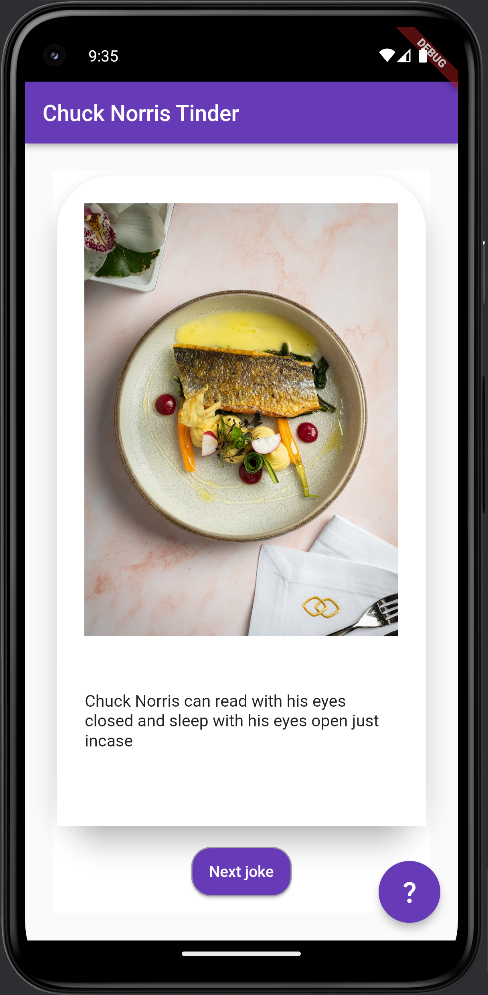 9:35
DEBUG
Chuck Norris Tinder
Chuck Norris can read with his eyes
closed and sleep with his eyes open just
incase
Next joke
?